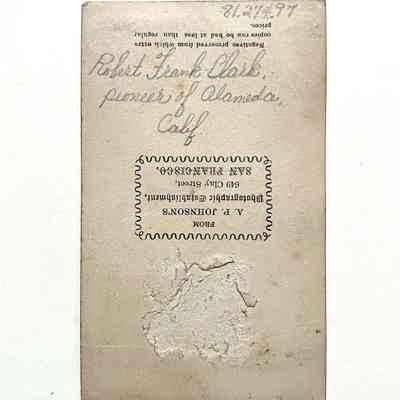 81.274.97
Robert Frank Clark,
pioneer of Alameda,
Calif
FROM
A. P. JOHNSON'S
Photographic Establishment,
649 Clay Street,
SAN FRANCISCO.
Negatives preserved from which extra
copies can be had at less than regular
prices.